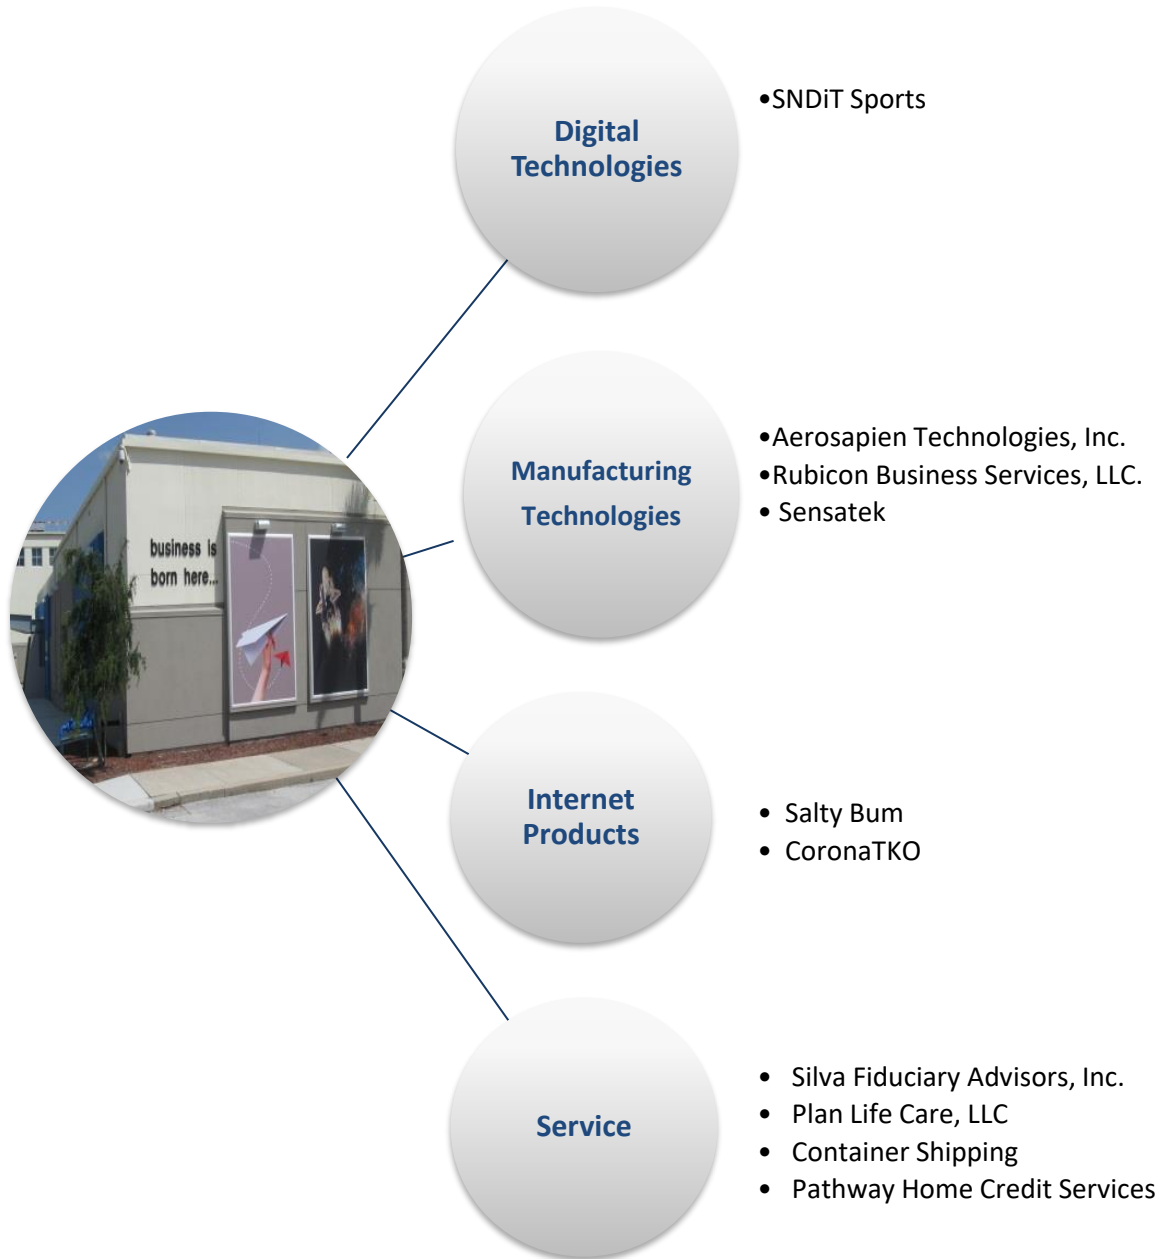 Digital
Technologies
•SNDiT Sports
business is
born here...
Manufacturing
Technologies
•Aerosapien Technologies, Inc.
•Rubicon Business Services, LLC.
• Sensatek
Internet
Products
• Salty Bum
• CoronaTKO
Service
• Silva Fiduciary Advisors, Inc.
• Plan Life Care, LLC
• Container Shipping
• Pathway Home Credit Services